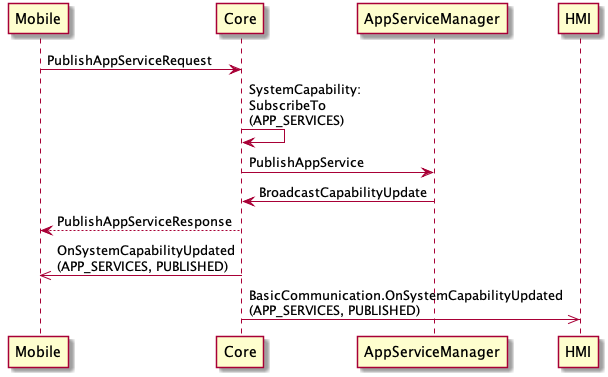 Mobile
Core
AppServiceManager
HMI
PublishAppServiceRequest
SystemCapability:
SubscribeTo
(APP_SERVICES)
PublishAppService
BroadcastCapabilityUpdate
PublishAppServiceResponse
OnSystemCapabilityUpdated
(APP_SERVICES, PUBLISHED)
BasicCommunication.OnSystemCapabilityUpdated
(APP_SERVICES, PUBLISHED)
Mobile
Core
AppServiceManager
HMI